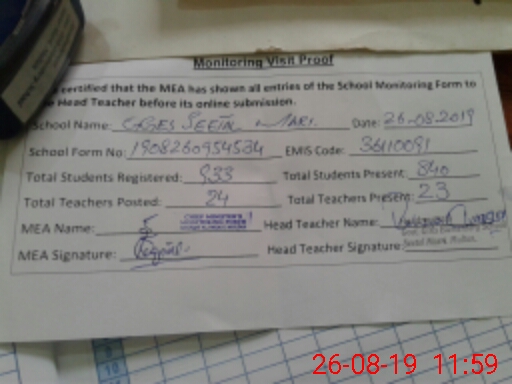 Monitoring Visit Proof
certified that the MEA has shown all entries of the School Monitoring Form to
Head Teacher before its online submission.
School Name: GGES SEETAL MARI. Date: 26-08-2019
School Form No: 1908260954534 EMIS Code: 36110091
Total Students Registered: 933 Total Students Present: 840
Total Teachers Posted: 24 Total Teachers Present: 23
MEA Name: Head Teacher Name:
MEA Signature: Head Teacher Signature
26-08-19 11:59